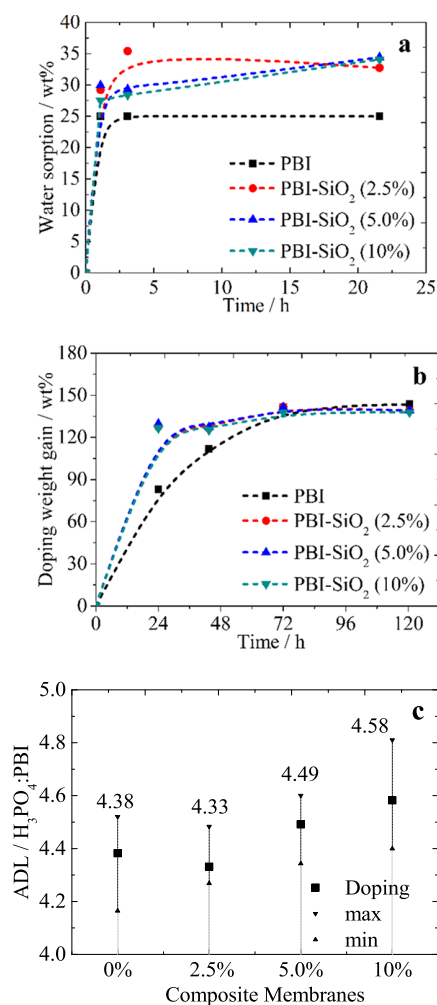 a
Water sorption / wt%
40
35
30
25
20
15
10
5
0
PBI
PBI-SiO2 (2.5%)
PBI-SiO2 (5.0%)
PBI-SiO2 (10%)
0 5 10 15 20 25
Time / h
b
Doping weight gain / wt%
180
150
120
90
60
30
0
PBI
PBI-SiO2 (2.5%)
PBI-SiO2 (5.0%)
PBI-SiO2 (10%)
0 24 48 72 96 120
Time / h
c
ADL / H3PO4:PBI
5.0
4.8
4.6
4.4
4.2
4.0
4.38
4.33
4.49
4.58
Doping
max
min
0% 2.5% 5.0% 10%
Composite Membranes